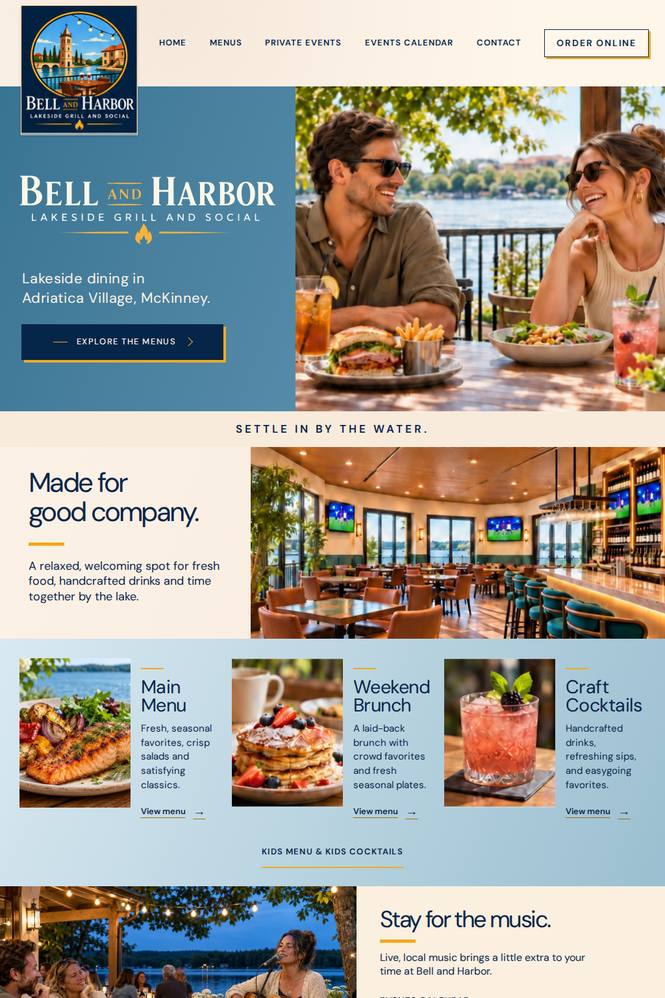 BELL AND HARBOR
LAKESIDE GRILL AND SOCIAL
HOME
MENUS
PRIVATE EVENTS
EVENTS CALENDAR
CONTACT
ORDER ONLINE
BELL AND HARBOR
LAKESIDE GRILL AND SOCIAL
Lakeside dining in
Adriatica Village, McKinney.
EXPLORE THE MENUS
SETTLE IN BY THE WATER.
Made for
good company.
A relaxed, welcoming spot for fresh
food, handcrafted drinks and time
together by the lake.
Main
Menu
Fresh, seasonal
favorites, crisp
salads and
satisfying
classics.
View menu →
Weekend
Brunch
A laid-back
brunch with
crowd favorites
and fresh
seasonal plates.
View menu →
Craft
Cocktails
Handcrafted
drinks,
refreshing sips,
and easygoing
favorites.
View menu →
KIDS MENU & KIDS COCKTAILS
Stay for the music.
Live, local music brings a little extra to your
time at Bell and Harbor.
EVENTS CALENDAR